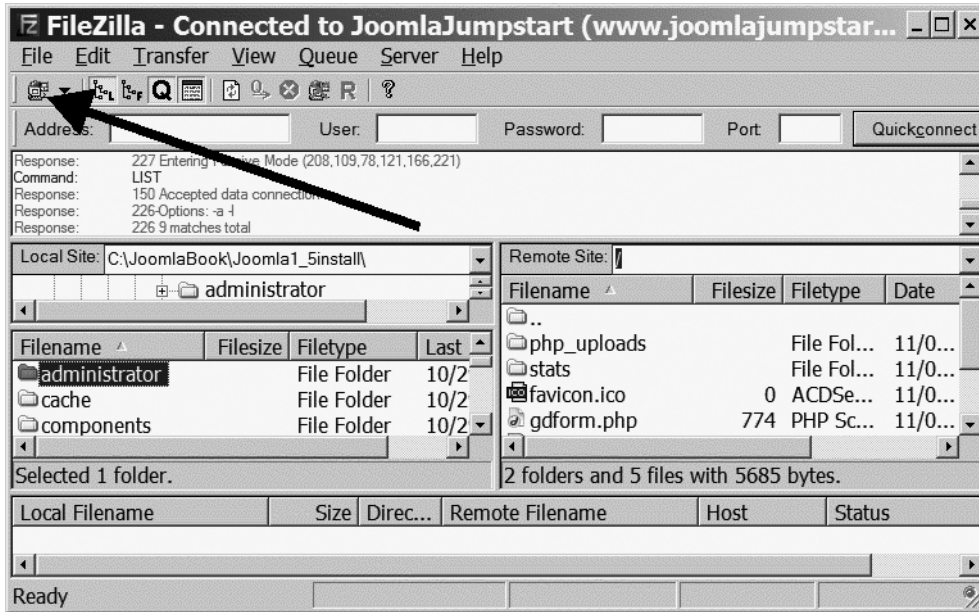 FileZilla - Connected to JoomlaJumpstart (www.joomlajumpstar...
File Edit Transfer View Queue Server Help
Address: User: Password: Port: Quickconnect
Response: 227 Entering Passive Mode (208,109,78,121,166,221)
Command: LIST
Response: 150 Accepted data connection
Response: 226-Options: -a -l
Response: 226 9 matches total
Local Site: C:\JoomlaBook\Joomla1_5install\
administrator
Filename Filesize Filetype Last
administrator File Folder 10/2
cache File Folder 10/2
components File Folder 10/2
Selected 1 folder.
Remote Site: /
Filename Filesize Filetype Date
..
php_uploads File Fol... 11/0...
stats File Fol... 11/0...
favicon.ico 0 ACDSe... 11/0...
gdform.php 774 PHP Sc... 11/0...
2 folders and 5 files with 5685 bytes.
Local Filename Size Direc... Remote Filename Host Status
Ready